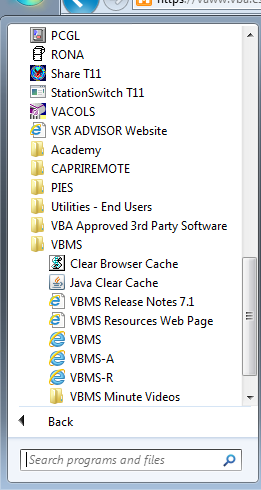 https://vaww.vba.
PCGL
RONA
Share T11
StationSwitch T11
VACOLS
VSR ADVISOR Website
Academy
CAPRIREMOTE
PIES
Utilities - End Users
VBA Approved 3rd Party Software
VBMS
Clear Browser Cache
Java Clear Cache
VBMS Release Notes 7.1
VBMS Resources Web Page
VBMS
VBMS-A
VBMS-R
VBMS Minute Videos
Back
Search programs and files